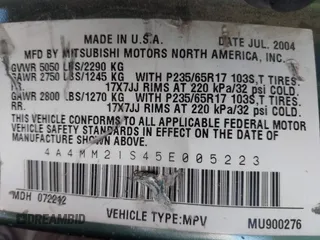 MADE IN U.S.A. DATE JUL, 2004
MFD BY MITSUBISHI MOTORS NORTH AMERICA, INC.
GVWR 5050 LBS/2290 KG
GAWR 2750 LBS/1245 KG WITH P235/65R17 103S,T TIRES.
17X7JJ RIMS AT 220 kPA/32 psi COLD.
GAWR 2800 LBS/1270 KG WITH P235/65R17 103S,T TIRES.
RR. 17X7JJ RIMS AT 220 kPA/32 psi COLD.
THIS VEHICLE CONFORMS TO ALL APPLICABLE FEDERAL MOTOR
VEHICLE SAFETY STANDARDS IN EFFECT ON THE DATE OF
MANUFACTURE SHOWN ABOVE.
4A4MM21S45E005223
MDH 072212
VEHICLE TYPE:MPV MU900276
DREAMBID